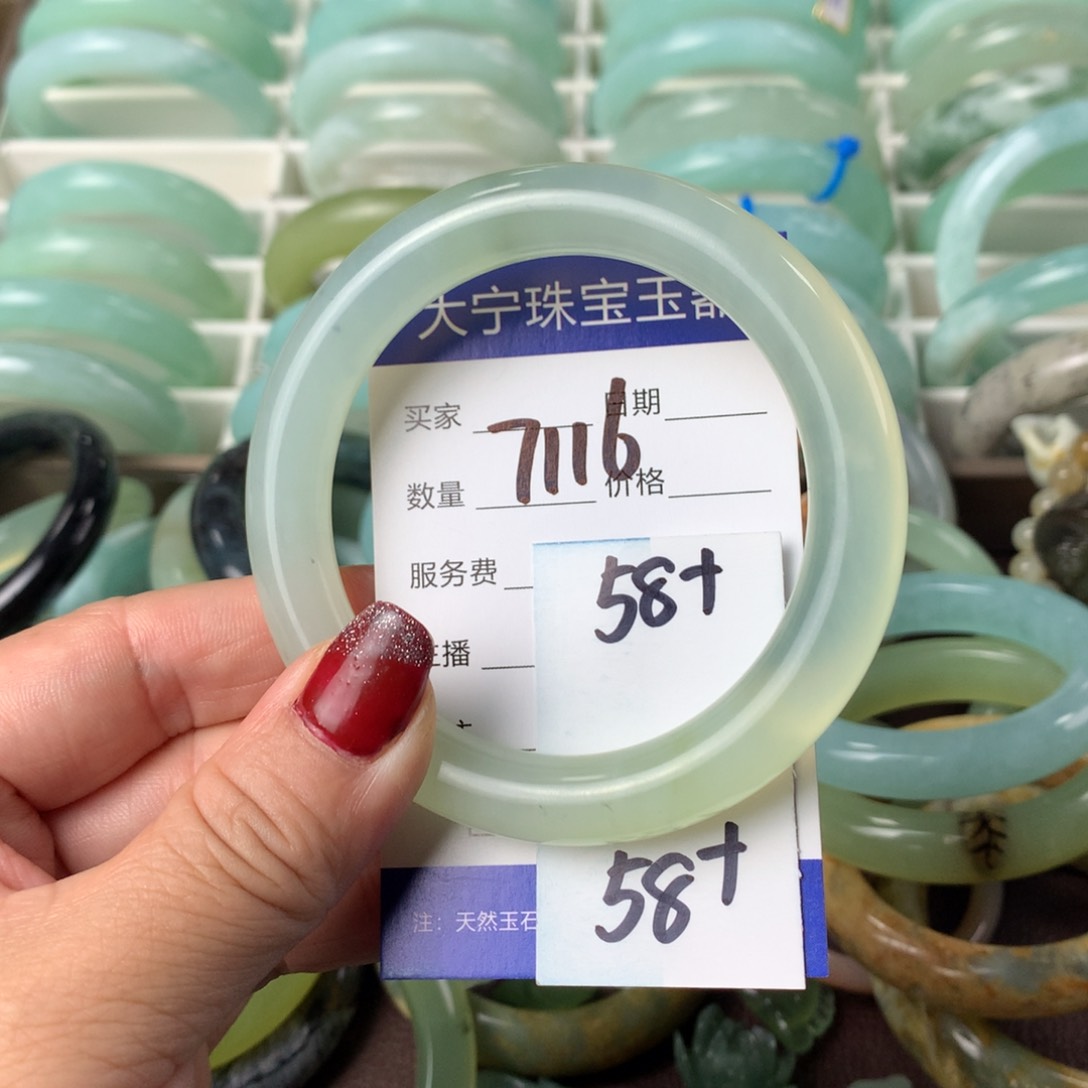 大宁珠宝玉器
买家 日期
7116
数量 价格
服务费
58+
主播
58+
注：天然玉石